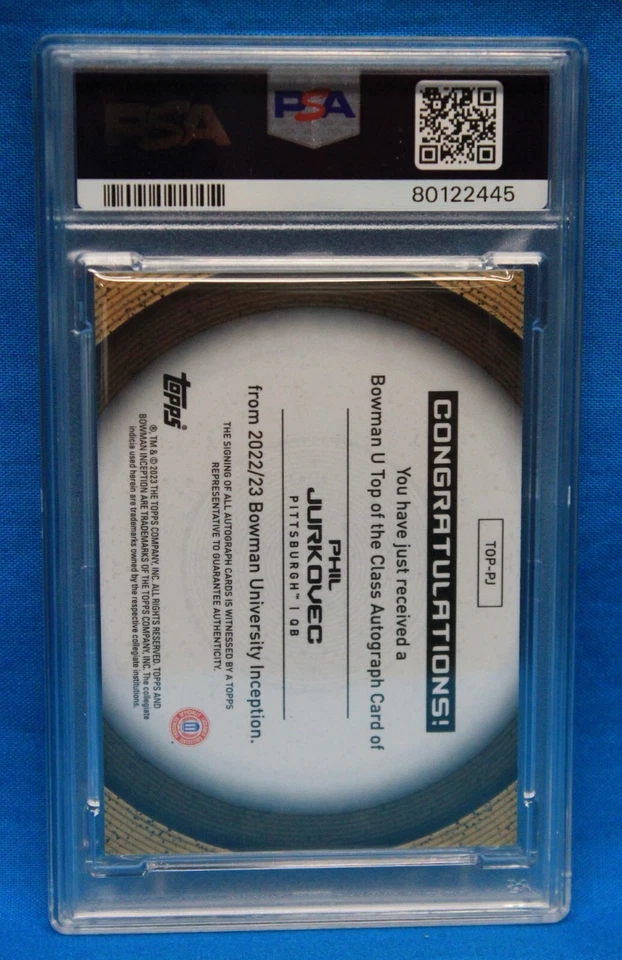 PSA
PSA
80122445
TOP-PJ
CONGRATULATIONS!
You have just received a
Bowman U Top of the Class Autograph Card of
PHIL
JURKOVEC
PITTSBURGH™ | QB
from 2022/23 Bowman University Inception.
THE SIGNING OF ALL AUTOGRAPH CARDS IS WITNESSED BY A TOPPS
REPRESENTATIVE TO GUARANTEE AUTHENTICITY.
topps®
®, TM & © 2023 THE TOPPS COMPANY, INC. ALL RIGHTS RESERVED. TOPPS AND
BOWMAN INCEPTION ARE TRADEMARKS OF THE TOPPS COMPANY, INC. The collegiate
indicia used herein are trademarks owned by the respective collegiate institutions.